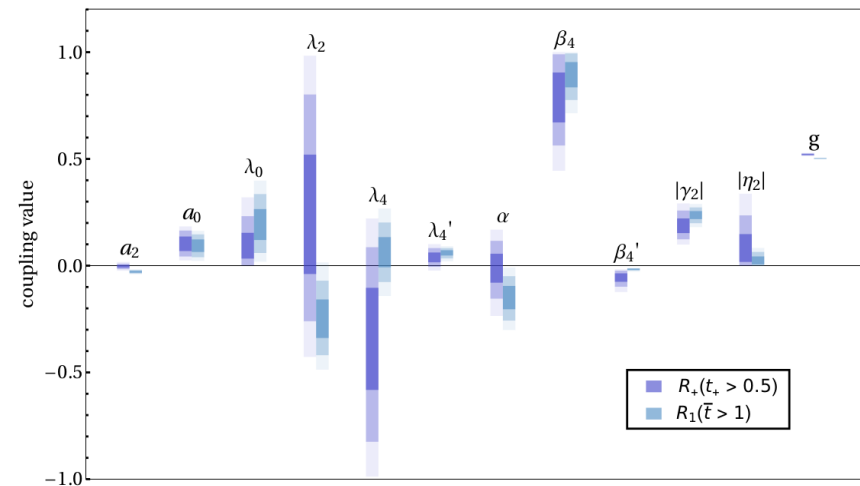 coupling value
1.0
0.5
0.0
−0.5
−1.0
a₂
a₀
λ₀
λ₂
λ₄
λ₄'
α
β₄
β₄'
|γ₂|
|η₂|
g
R₊(t₊ > 0.5)
R₁(t̅ > 1)